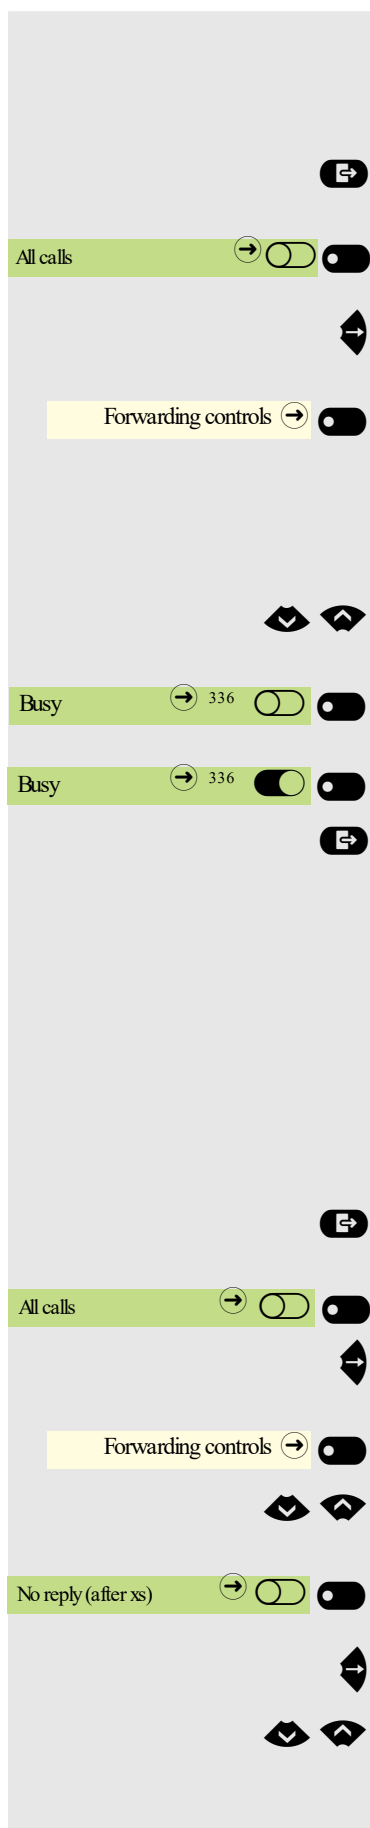 All calls
Forwarding controls
Busy 336
Busy 336
All calls
Forwarding controls
No reply (after xs)